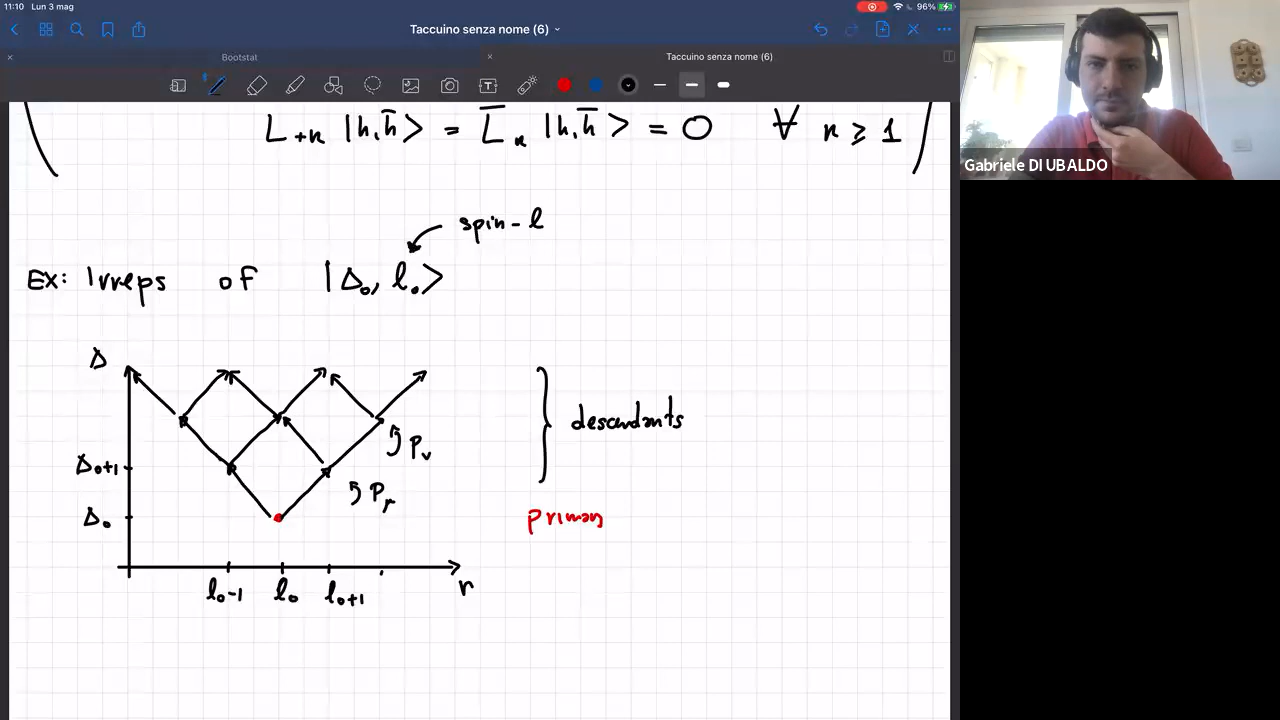 11:10 Lun 3 mag
96%
Taccuino senza nome (6)
Bootstat
Taccuino senza nome (6)
L₊ₙ |h,h̄> = L̄ₙ |h,h̄> = 0 ∀ n ≥ 1
spin-l
Ex: Irreps of |Δ₀, l₀>
Δ
descendants
Pᵥ
Δ₀+1
Pμ
Δ₀
primary
l₀-1 l₀ l₀+1 r
Gabriele DI UBALDO